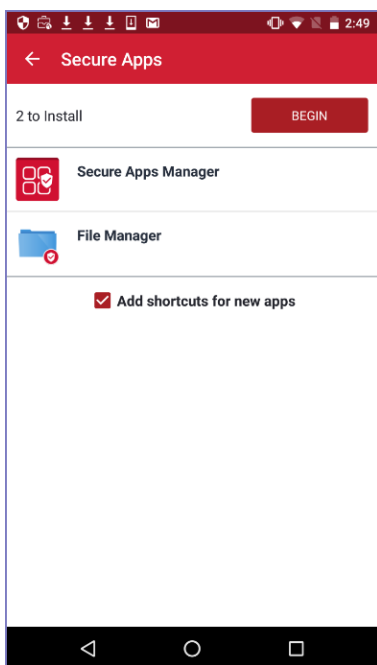 2:49
Secure Apps
2 to Install
BEGIN
Secure Apps Manager
File Manager
Add shortcuts for new apps